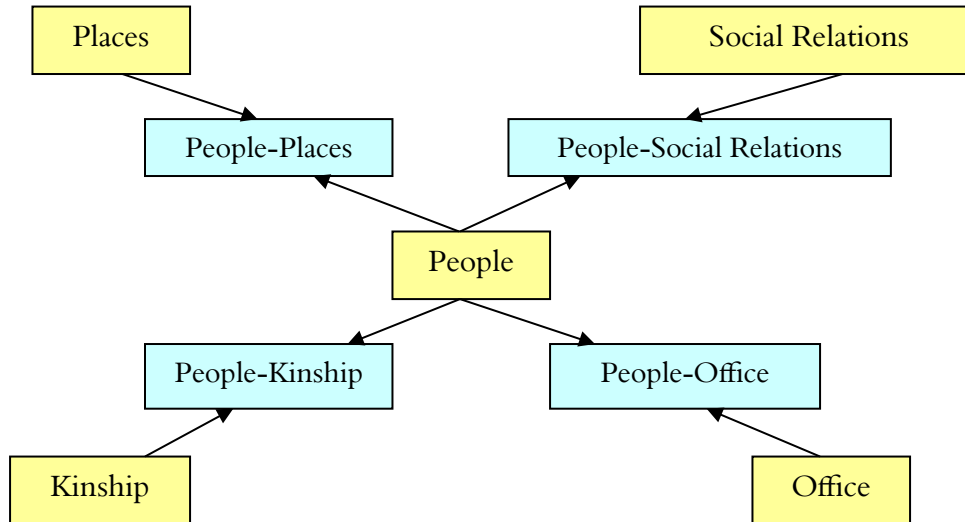 Places
Social Relations
People-Places
People-Social Relations
People
People-Kinship
People-Office
Kinship
Office